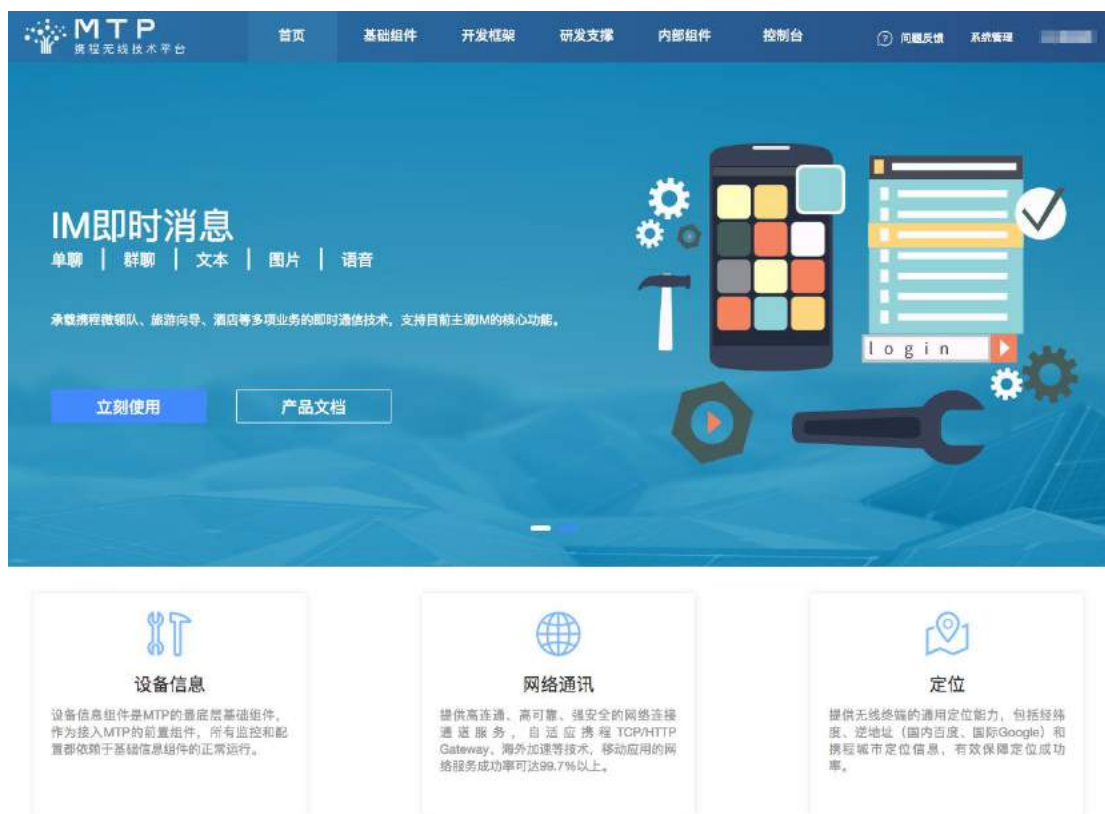 MTP
携程无线技术平台
首页 基础组件 开发框架 研发支撑 内部组件 控制台 ? 问题反馈 系统管理
IM即时消息
单聊 | 群聊 | 文本 | 图片 | 语音
承载携程微领队、旅游向导、酒店等多项业务的即时通信技术，支持目前主流IM的核心功能。
立刻使用 产品文档
login
设备信息
设备信息组件是MTP的最底层基础组件，
作为接入MTP的前置组件，所有监控和配
置都依赖于基础信息组件的正常运行。
网络通讯
提供高连通、高可靠、强安全的网络连接
通道服务，自适应携程TCP/HTTP
Gateway、海外加速等技术，移动应用的网
络服务成功率可达99.7%以上。
定位
提供无线终端的通用定位能力，包括经纬
度、逆地址（国内百度、国际Google）和
携程城市定位信息，有效保障定位成功
率。